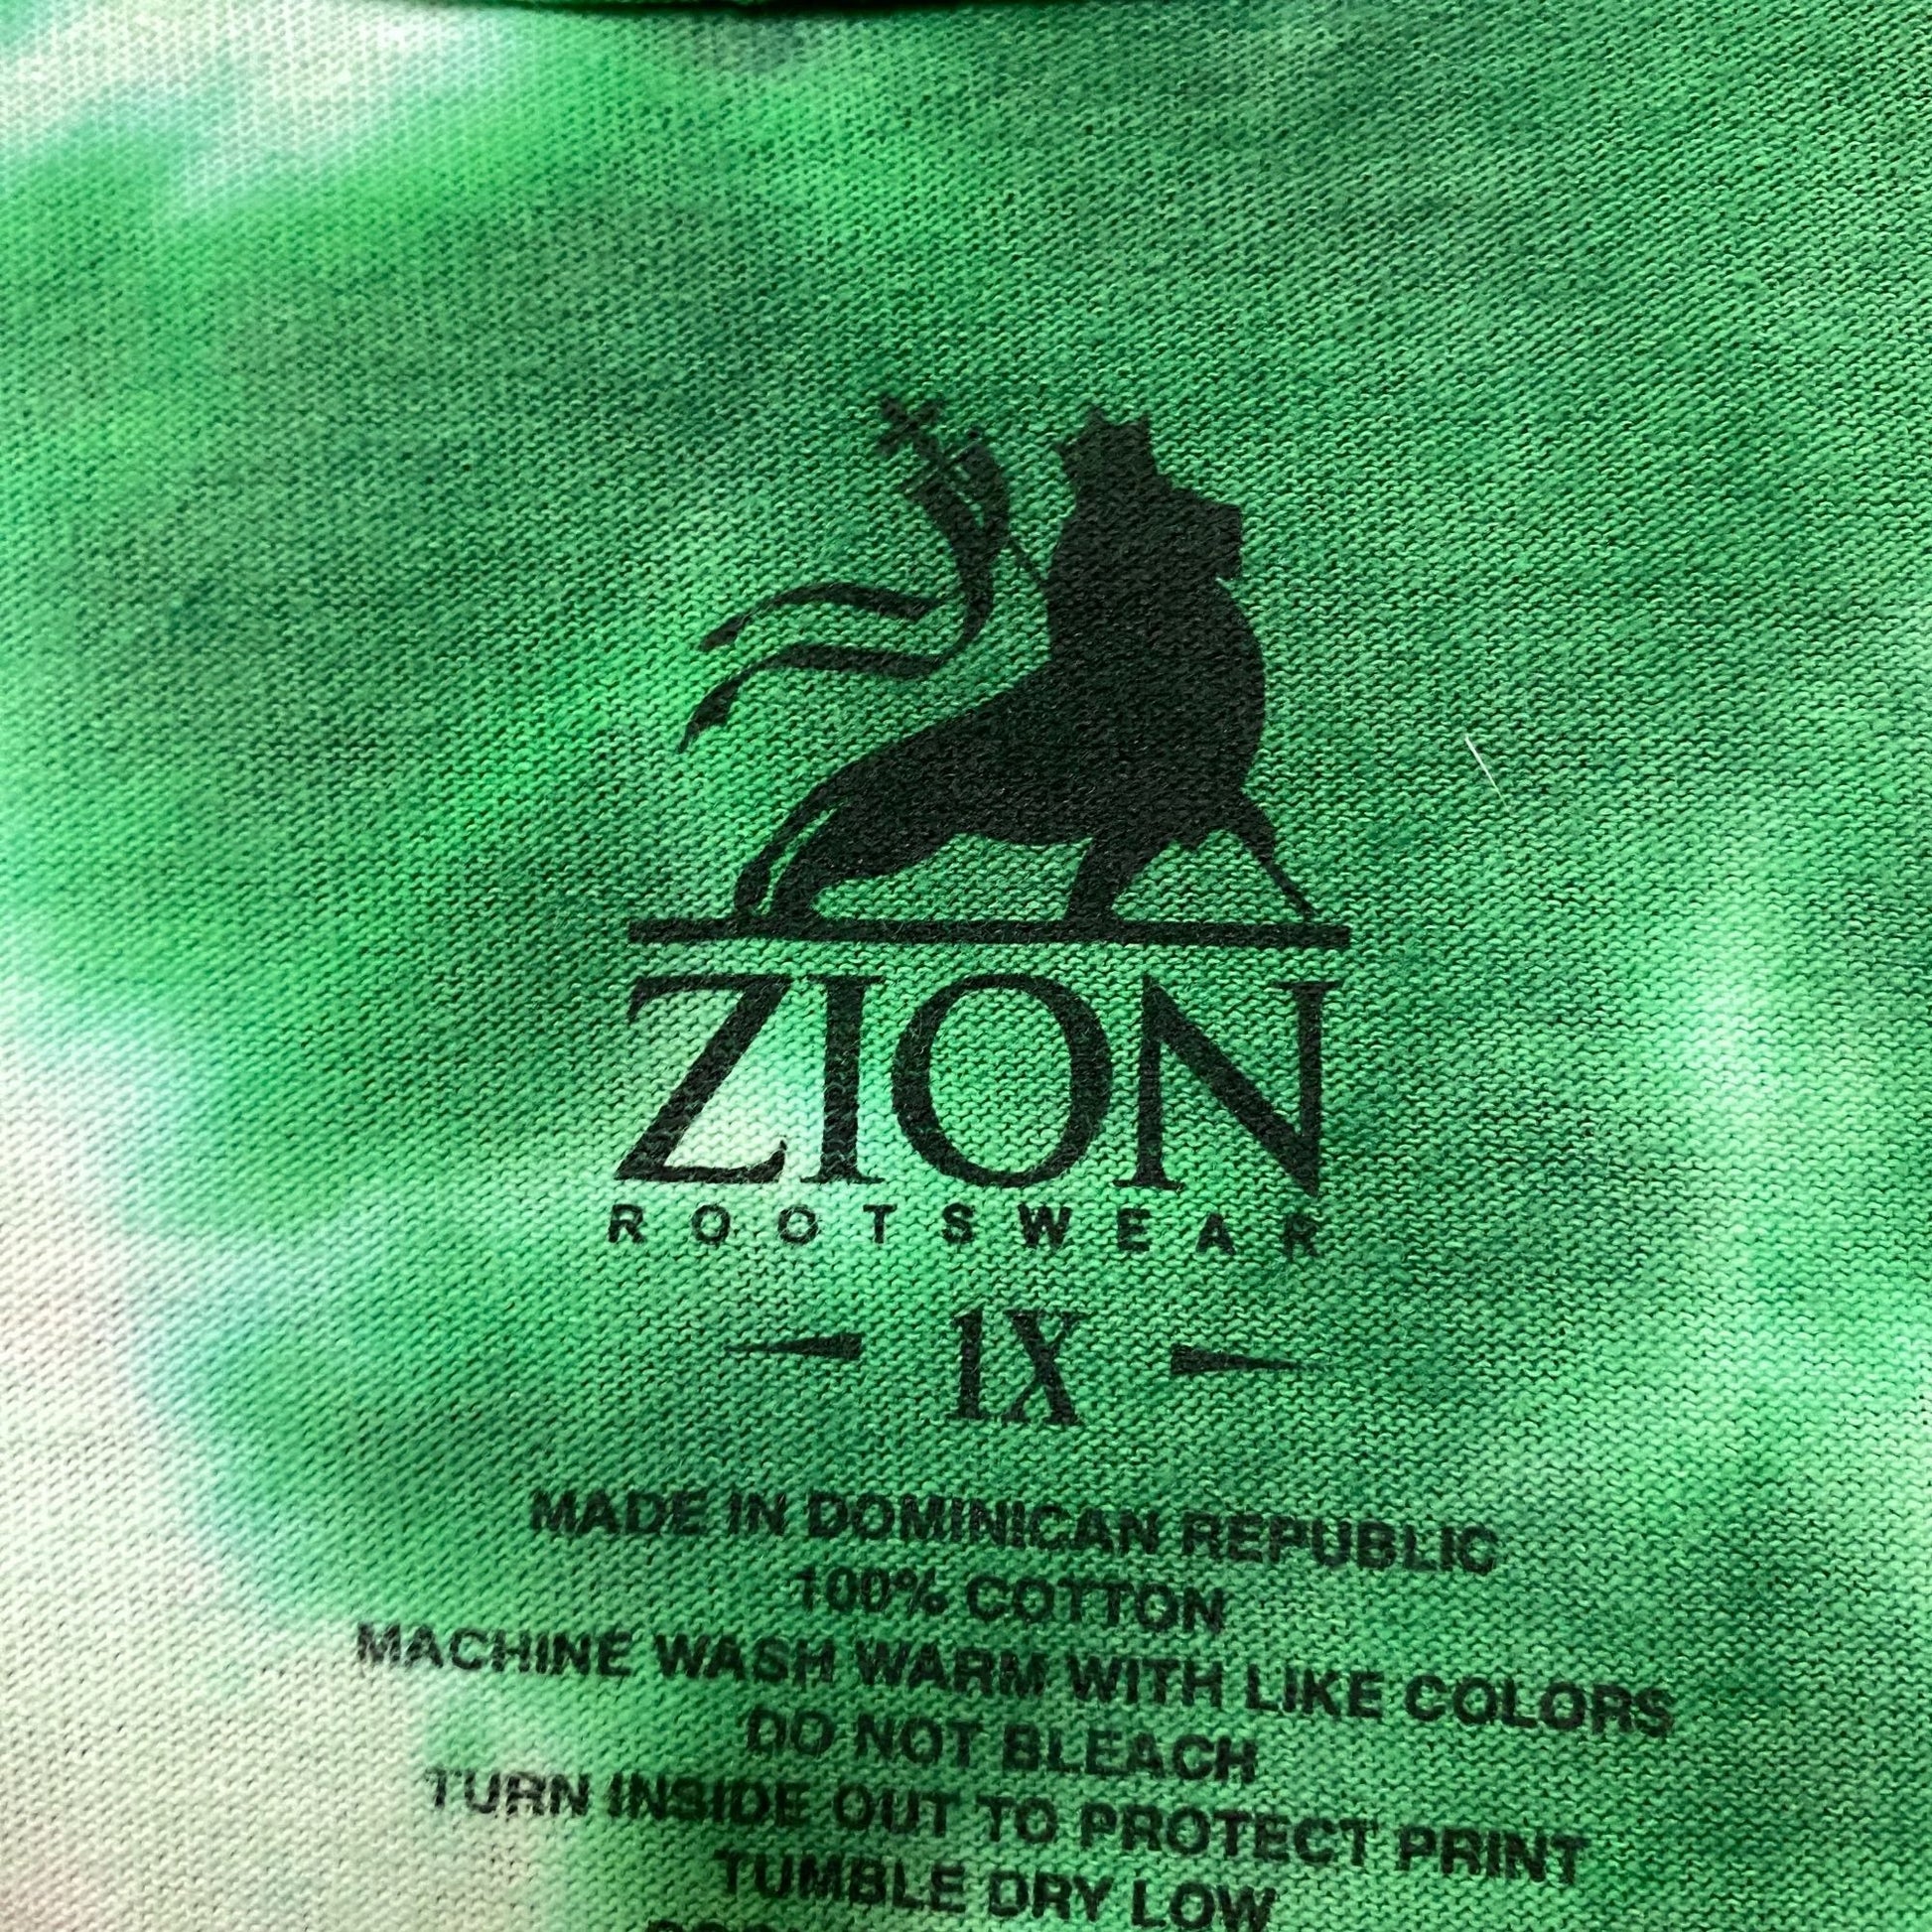 ZION
ROOTSWEAR
1X
MADE IN DOMINICAN REPUBLIC
100% COTTON
MACHINE WASH WARM WITH LIKE COLORS
DO NOT BLEACH
TURN INSIDE OUT TO PROTECT PRINT
TUMBLE DRY LOW